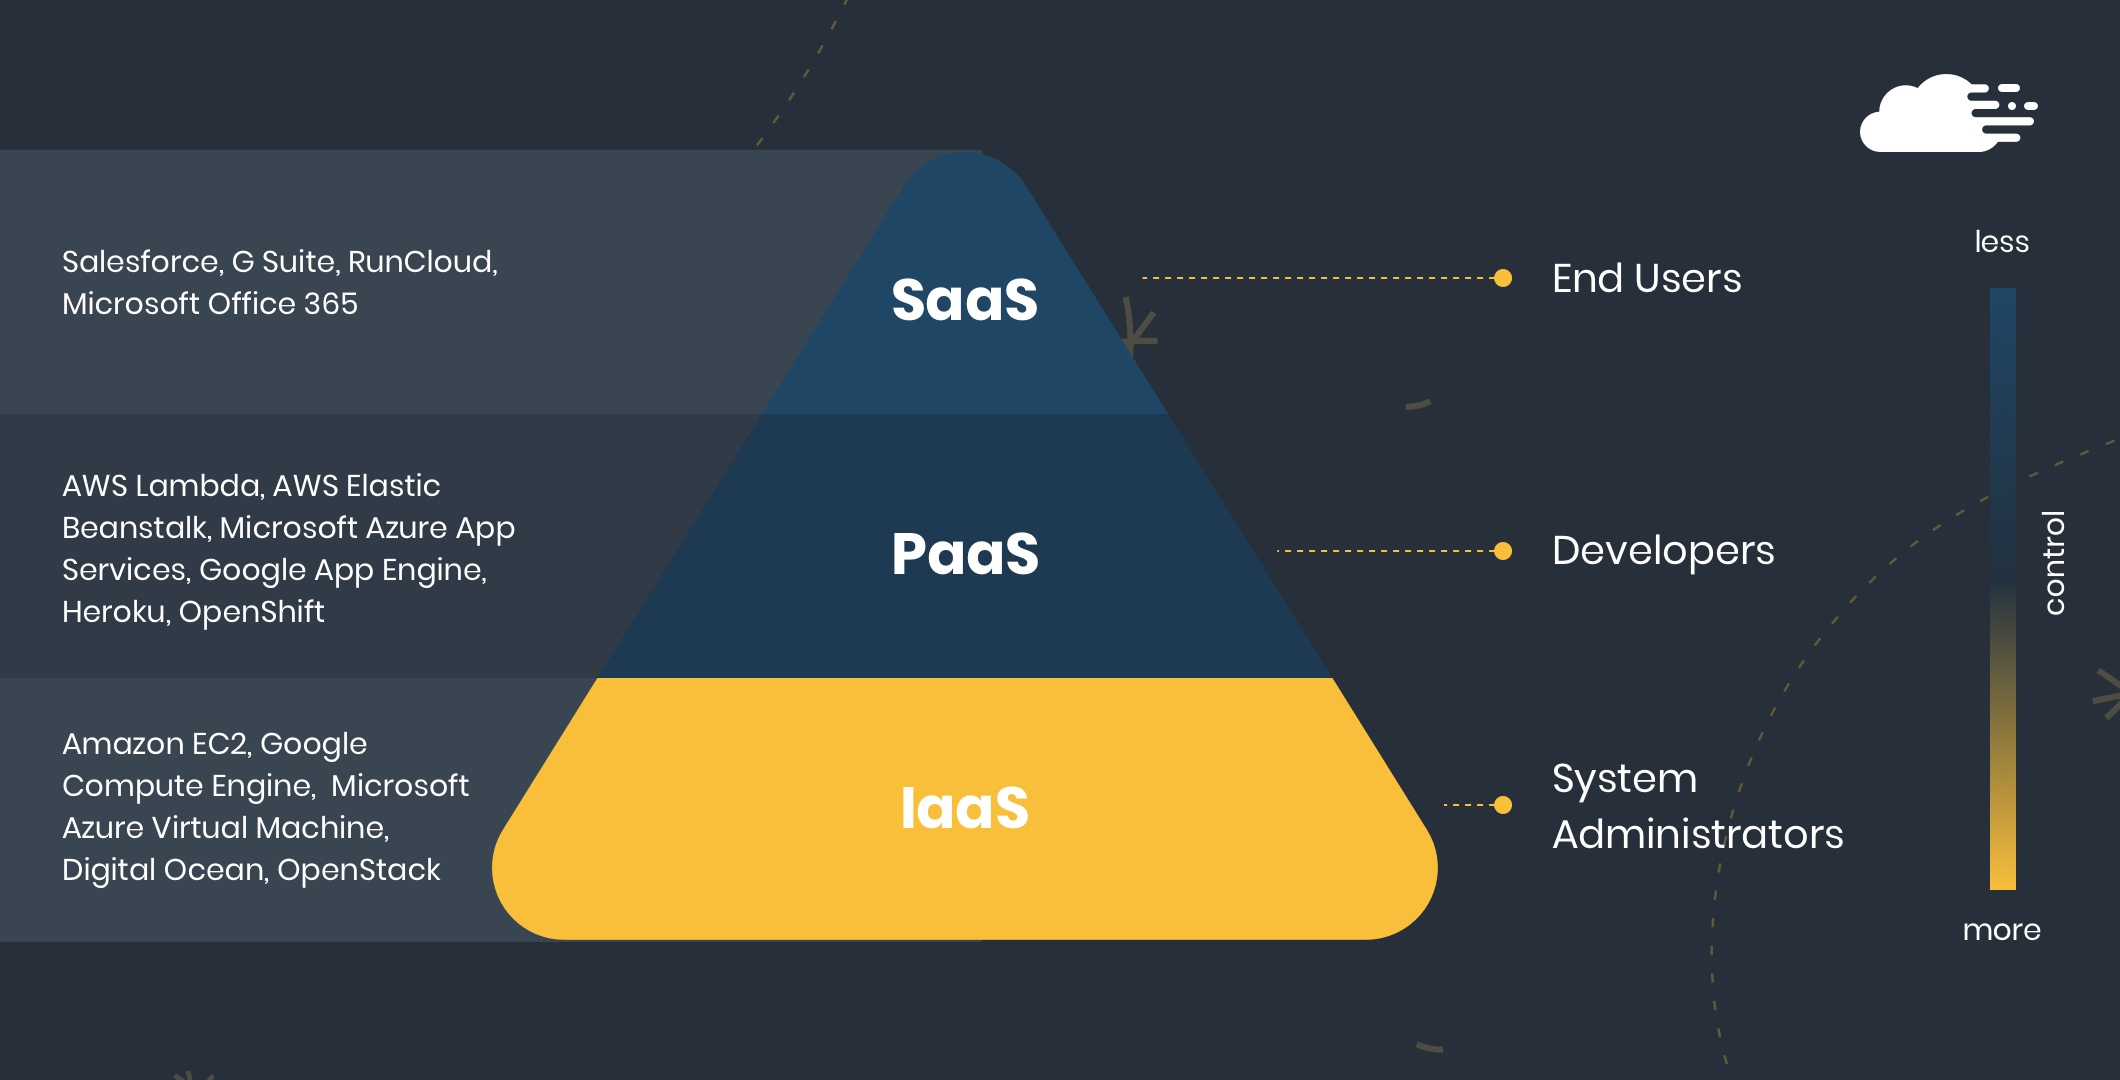 Salesforce, G Suite, RunCloud,
Microsoft Office 365
SaaS
End Users
less
AWS Lambda, AWS Elastic
Beanstalk, Microsoft Azure App
Services, Google App Engine,
Heroku, OpenShift
PaaS
Developers
control
Amazon EC2, Google
Compute Engine, Microsoft
Azure Virtual Machine,
Digital Ocean, OpenStack
IaaS
System
Administrators
more